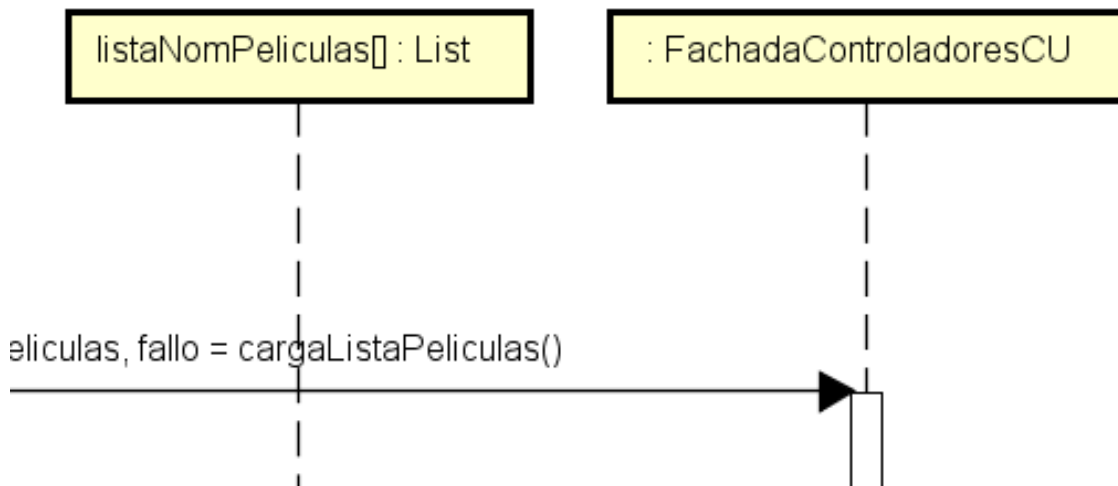 listaNomPeliculas[] : List
: FachadaControladoresCU
eliculas, fallo = cargaListaPeliculas()